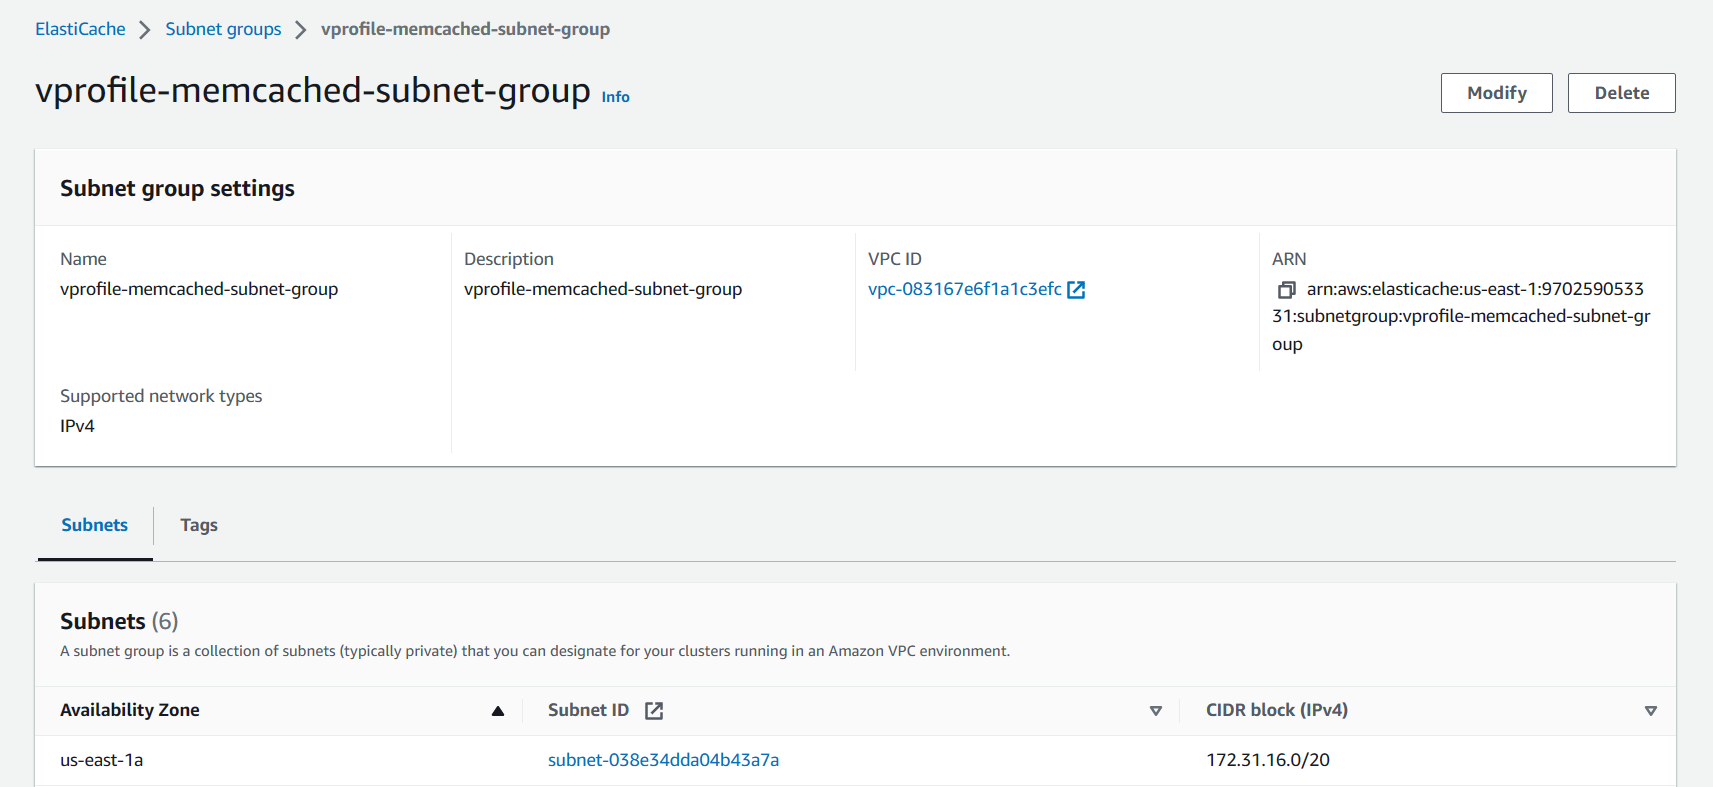 ElastiCache > Subnet groups > vprofile-memcached-subnet-group
vprofile-memcached-subnet-group Info
Modify Delete
Subnet group settings
Name
vprofile-memcached-subnet-group
Description
vprofile-memcached-subnet-group
VPC ID
vpc-083167e6f1a1c3efc
ARN
arn:aws:elasticache:us-east-1:9702590533
31:subnetgroup:vprofile-memcached-subnet-gr
oup
Supported network types
IPv4
Subnets Tags
Subnets (6)
A subnet group is a collection of subnets (typically private) that you can designate for your clusters running in an Amazon VPC environment.
Availability Zone Subnet ID CIDR block (IPv4)
us-east-1a subnet-038e34dda04b43a7a 172.31.16.0/20